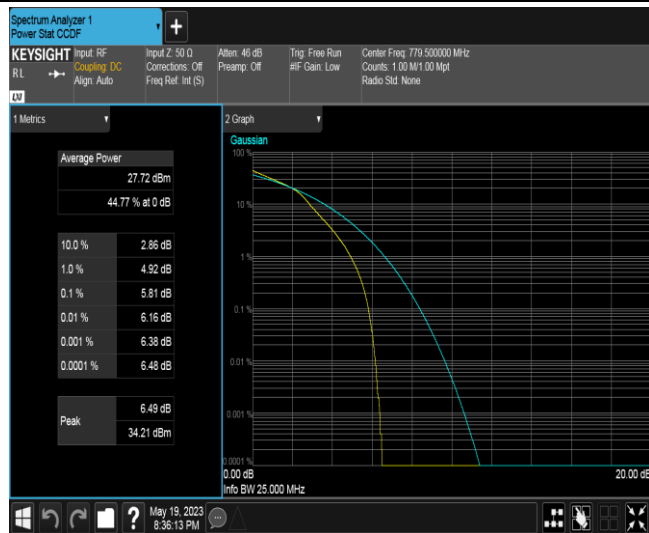 Spectrum Analyzer 1
Power Stat CCDF
+
KEYSIGHT
RL
Input: RF
Coupling: DC
Align: Auto
Input Z: 50 Ω
Corrections: Off
Freq Ref: Int (S)
Atten: 46 dB
Preamp: Off
Trig: Free Run
#IF Gain: Low
Center Freq: 779.500000 MHz
Counts: 1.00 M/1.00 Mpt
Radio Std: None
1 Metrics
Average Power
27.72 dBm
44.77 % at 0 dB
10.0 % 2.86 dB
1.0 % 4.92 dB
0.1 % 5.81 dB
0.01 % 6.16 dB
0.001 % 6.38 dB
0.0001 % 6.48 dB
Peak
6.49 dB
34.21 dBm
2 Graph
Gaussian
100 %
10 %
1 %
0.1 %
0.01 %
0.001 %
0.0001 %
0.00 dB 20.00 dB
Info BW 25.000 MHz
?
May 19, 2023
8:36:13 PM